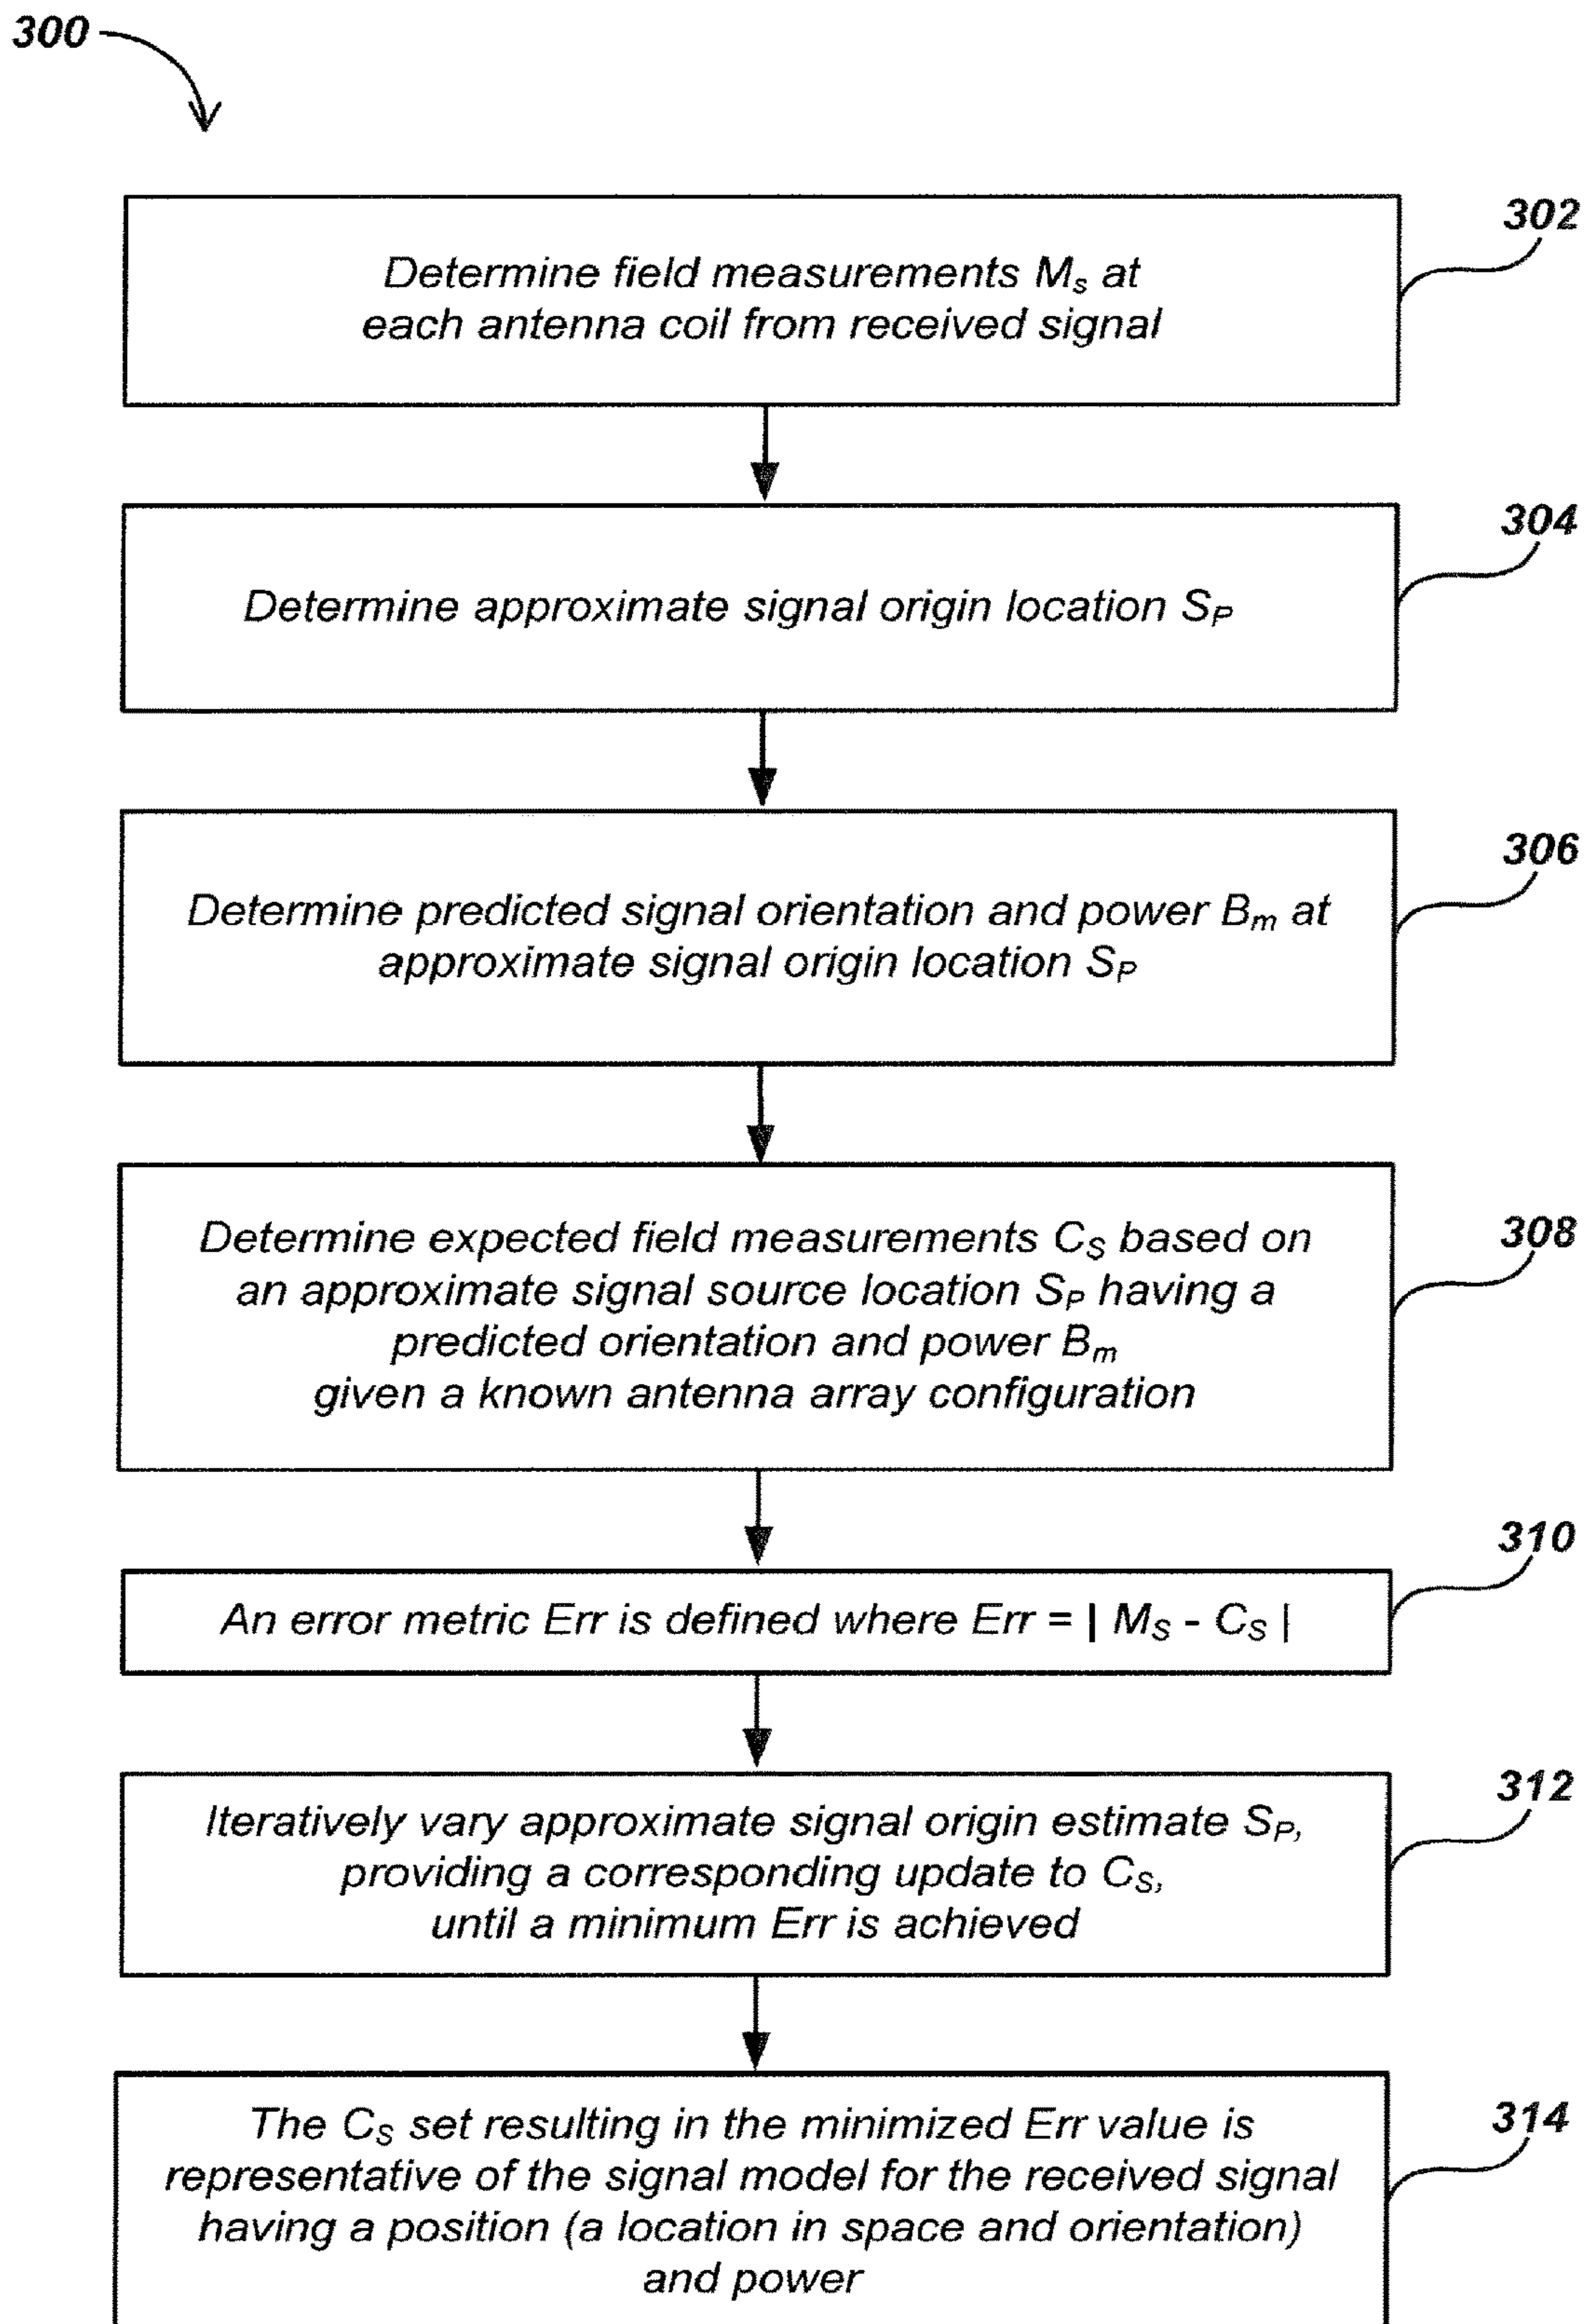 300
302
Determine field measurements Ms at
each antenna coil from received signal
304
Determine approximate signal origin location SP
306
Determine predicted signal orientation and power Bm at
approximate signal origin location SP
308
Determine expected field measurements CS based on
an approximate signal source location SP having a
predicted orientation and power Bm
given a known antenna array configuration
310
An error metric Err is defined where Err = | MS - CS |
312
Iteratively vary approximate signal origin estimate SP,
providing a corresponding update to CS,
until a minimum Err is achieved
314
The CS set resulting in the minimized Err value is
representative of the signal model for the received signal
having a position (a location in space and orientation)
and power